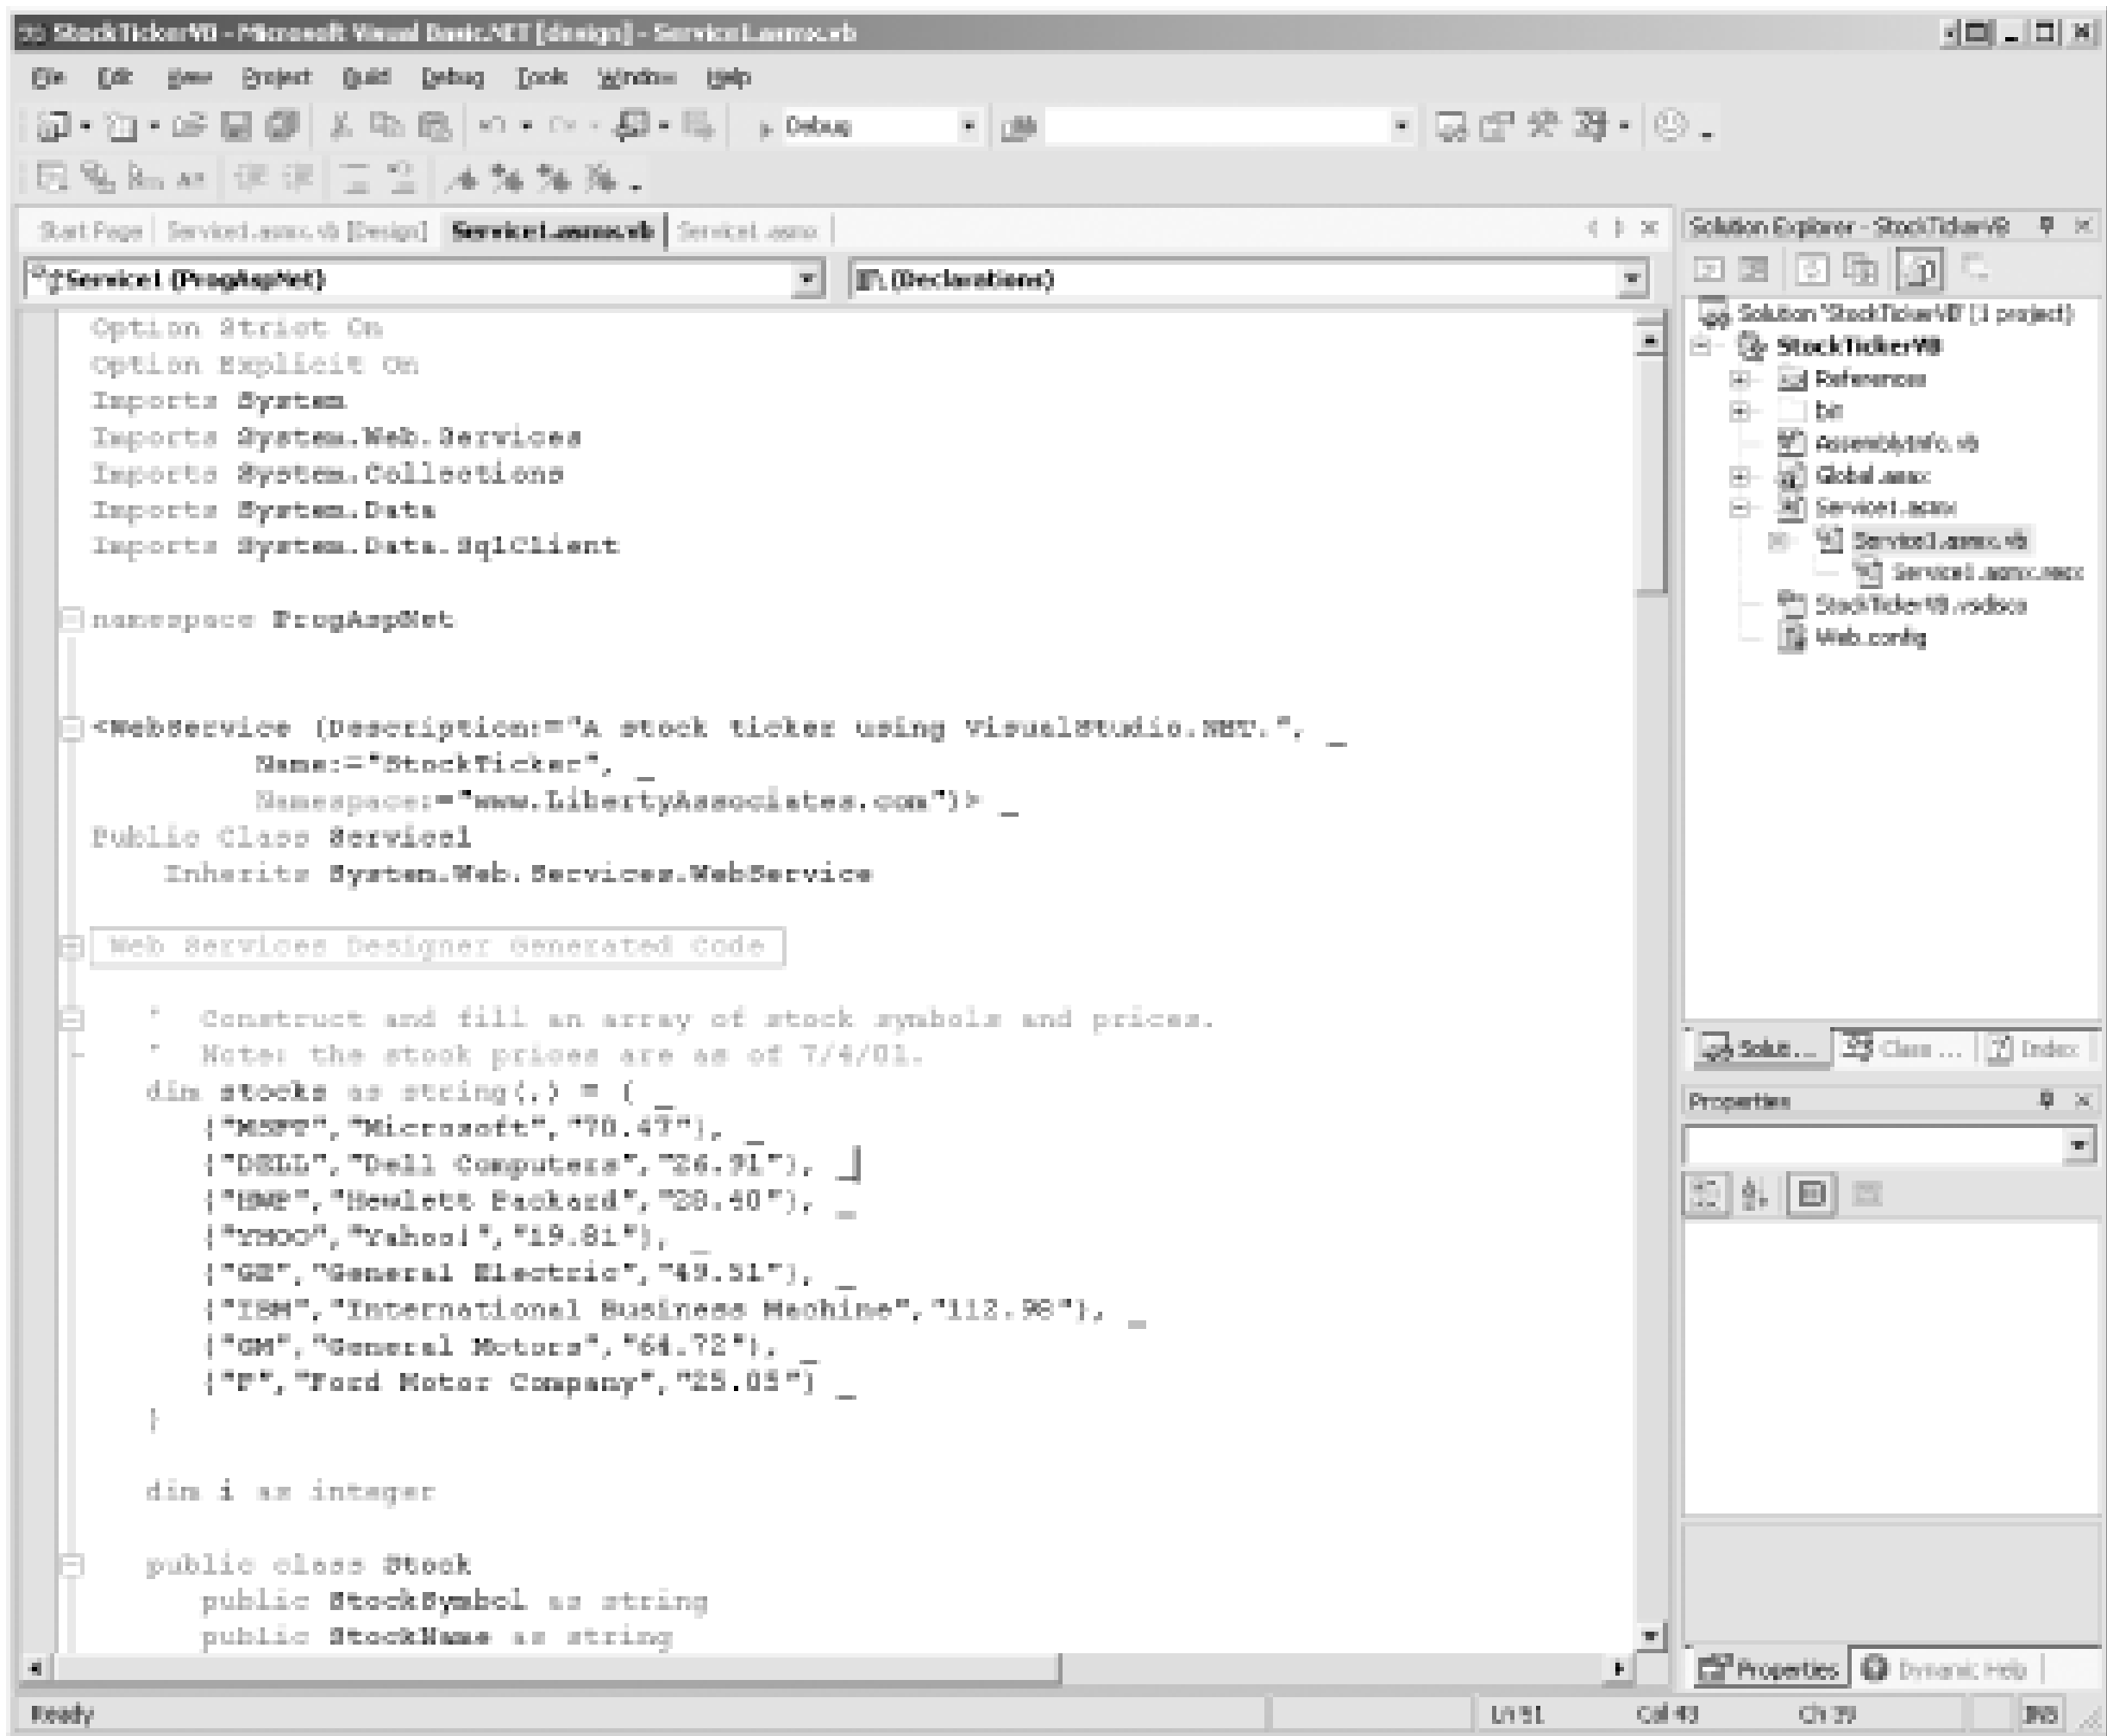 StockTickerVB - Microsoft Visual Basic.NET [design] - Service1.asmx.vb
File Edit View Project Build Debug Tools Window Help
Debug
Start Page Service1.asmx.vb [Design] Service1.asmx.vb Service1.asmx
Service1 (ProgAspNet) (Declarations)
Option Strict On
Option Explicit On
Imports System
Imports System.Web.Services
Imports System.Collections
Imports System.Data
Imports System.Data.SqlClient
namespace ProgAspNet
<WebService (Description:="A stock ticker using VisualStudio.NET.", _
Name:="StockTicker", _
Namespace:="www.LibertyAssociates.com")> _
Public Class Service1
Inherits System.Web.Services.WebService
Web Services Designer Generated Code
' Construct and fill an array of stock symbols and prices.
' Note: the stock prices are as of 7/4/01.
dim stocks as string(,) = { _
{"MSFT","Microsoft","70.47"}, _
{"DELL","Dell Computers","26.91"}, _
{"HWP","Hewlett Packard","28.40"}, _
{"YHOO","Yahoo!","19.81"}, _
{"GE","General Electric","49.51"}, _
{"IBM","International Business Machine","112.98"}, _
{"GM","General Motors","64.72"}, _
{"F","Ford Motor Company","25.05"} _
}
dim i as integer
public class Stock
public StockSymbol as string
public StockName as string
Solution Explorer - StockTickerVB
Solution 'StockTickerVB' (1 project)
StockTickerVB
References
bin
AssemblyInfo.vb
Global.asax
Service1.asmx
Service1.asmx.vb
Service1.asmx.resx
StockTickerVB.vsdisco
Web.config
Solut... Class ... Index
Properties
Properties Dynamic Help
Ready Ln 51 Col 43 Ch 39 INS